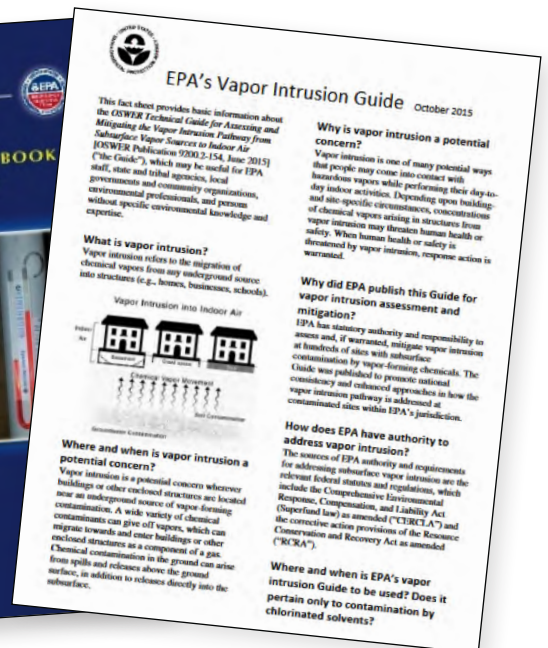 EPA
BOOK
UNITED STATES
EPA's Vapor Intrusion Guide October 2015
This fact sheet provides basic information about
the OSWER Technical Guide for Assessing and
Mitigating the Vapor Intrusion Pathway from
Subsurface Vapor Sources to Indoor Air
[OSWER Publication 9200.2-154, June 2015]
("the Guide"), which may be useful for EPA
staff, state and tribal agencies, local
governments and community organizations,
environmental professionals, and persons
without specific environmental knowledge and
expertise.
What is vapor intrusion?
Vapor intrusion refers to the migration of
chemical vapors from any underground source
into structures (e.g., homes, businesses, schools).
Vapor Intrusion into Indoor Air
Indoor
Air
Basement
Crawl space
Chemical Vapor Movement
Soil Contamination
Groundwater Contamination
Where and when is vapor intrusion a
potential concern?
Vapor intrusion is a potential concern wherever
buildings or other enclosed structures are located
near an underground source of vapor-forming
contamination. A wide variety of chemical
contaminants can give off vapors, which can
migrate towards and enter buildings or other
enclosed structures as a component of a gas.
Chemical contamination in the ground can arise
from spills and releases above the ground
surface, in addition to releases directly into the
subsurface.
Why is vapor intrusion a potential
concern?
Vapor intrusion is one of many potential ways
that people may come into contact with
hazardous vapors while performing their day-to-
day indoor activities. Depending upon building-
and site-specific circumstances, concentrations
of chemical vapors arising in structures from
vapor intrusion may threaten human health or
safety. When human health or safety is
threatened by vapor intrusion, response action is
warranted.
Why did EPA publish this Guide for
vapor intrusion assessment and
mitigation?
EPA has statutory authority and responsibility to
assess and, if warranted, mitigate vapor intrusion
at hundreds of sites with subsurface
contamination by vapor-forming chemicals. The
Guide was published to promote national
consistency and enhanced approaches in how the
vapor intrusion pathway is addressed at
contaminated sites within EPA's jurisdiction.
How does EPA have authority to
address vapor intrusion?
The sources of EPA authority and requirements
for addressing subsurface vapor intrusion are the
relevant federal statutes and regulations, which
include the Comprehensive Environmental
Response, Compensation, and Liability Act
(Superfund law) as amended ("CERCLA") and
the corrective action provisions of the Resource
Conservation and Recovery Act as amended
("RCRA").
Where and when is EPA's vapor
intrusion Guide to be used? Does it
pertain only to contamination by
chlorinated solvents?